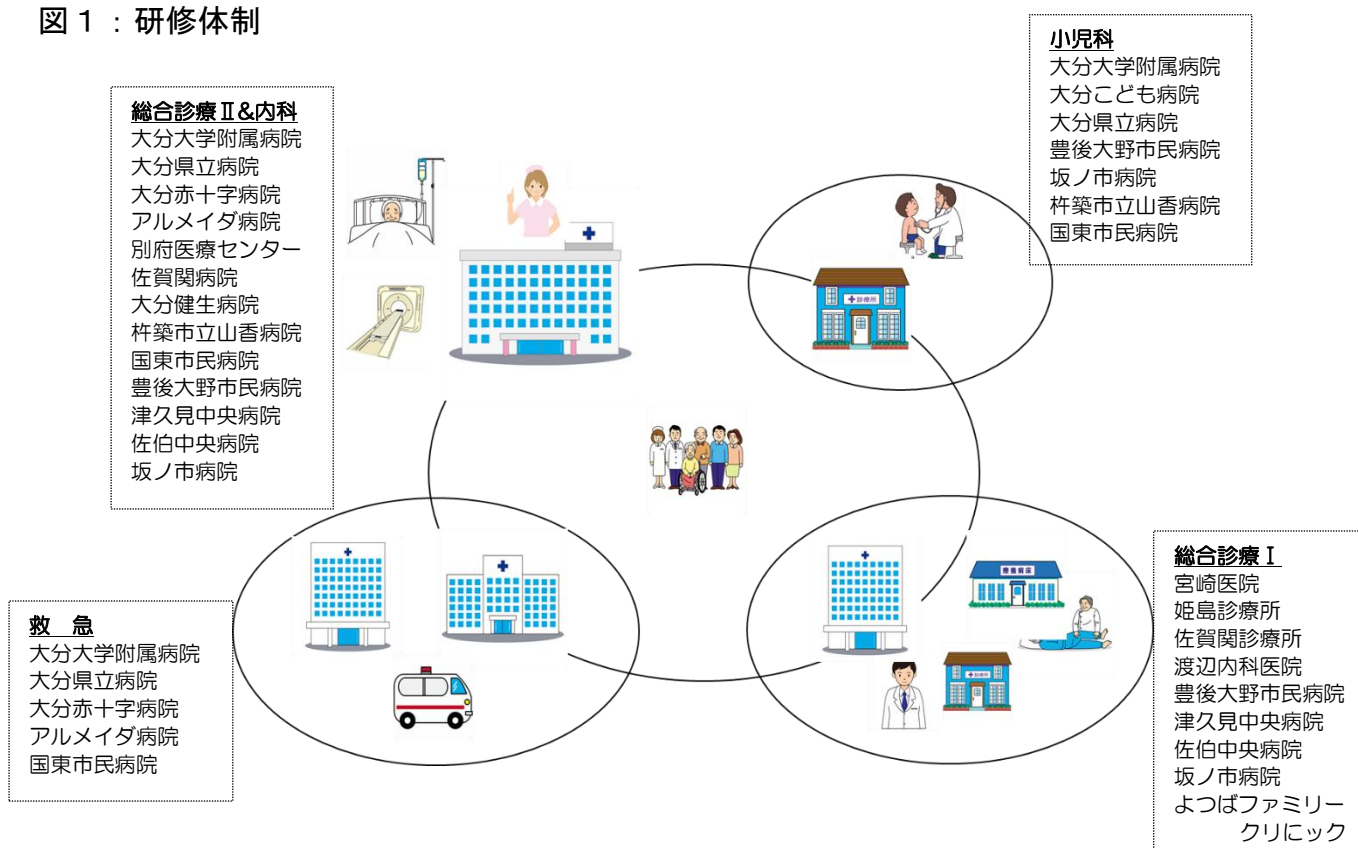 図1：研修体制
総合診療Ⅱ&内科
大分大学附属病院
大分県立病院
大分赤十字病院
アルメイダ病院
別府医療センター
佐賀関病院
大分健生病院
杵築市立山香病院
国東市民病院
豊後大野市民病院
津久見中央病院
佐伯中央病院
坂ノ市病院
小児科
大分大学附属病院
大分こども病院
大分県立病院
豊後大野市民病院
坂ノ市病院
杵築市立山香病院
国東市民病院
診療所
救 急
大分大学附属病院
大分県立病院
大分赤十字病院
アルメイダ病院
国東市民病院
療養病床
診療所
総合診療Ⅰ
宮崎医院
姫島診療所
佐賀関診療所
渡辺内科医院
豊後大野市民病院
津久見中央病院
佐伯中央病院
坂ノ市病院
よつばファミリー
クリにック